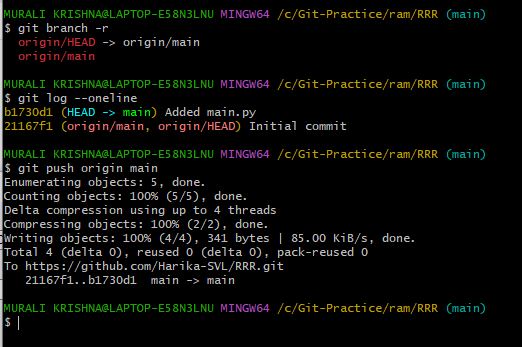 MURALI KRISHNA@LAPTOP-E58N3LNU MINGW64 /c/Git-Practice/ram/RRR (main)
$ git branch -r
  origin/HEAD -> origin/main
  origin/main
MURALI KRISHNA@LAPTOP-E58N3LNU MINGW64 /c/Git-Practice/ram/RRR (main)
$ git log --oneline
b1730d1 (HEAD -> main) Added main.py
21167f1 (origin/main, origin/HEAD) Initial commit
MURALI KRISHNA@LAPTOP-E58N3LNU MINGW64 /c/Git-Practice/ram/RRR (main)
$ git push origin main
Enumerating objects: 5, done.
Counting objects: 100% (5/5), done.
Delta compression using up to 4 threads
Compressing objects: 100% (2/2), done.
Writing objects: 100% (4/4), 341 bytes | 85.00 KiB/s, done.
Total 4 (delta 0), reused 0 (delta 0), pack-reused 0
To https://github.com/Harika-SVL/RRR.git
   21167f1..b1730d1  main -> main
MURALI KRISHNA@LAPTOP-E58N3LNU MINGW64 /c/Git-Practice/ram/RRR (main)
$